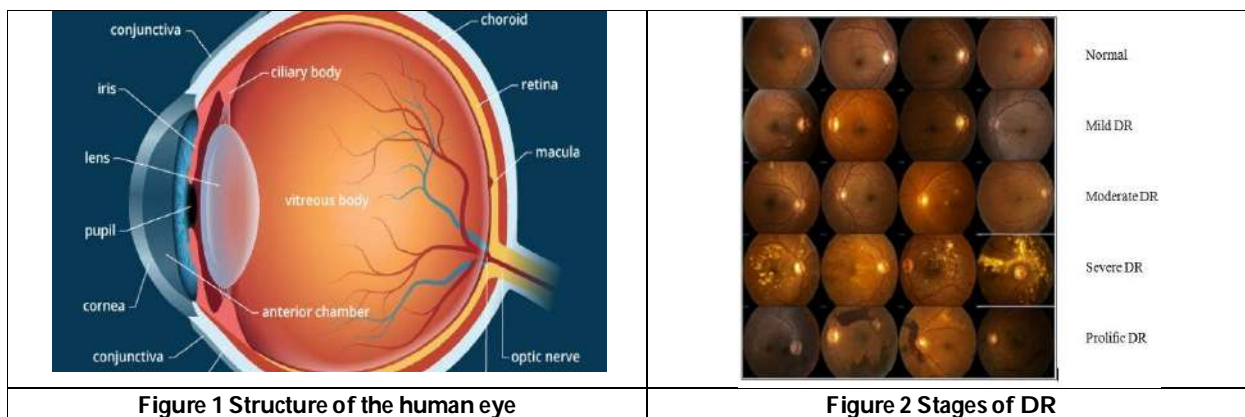 choroid
conjunctiva
ciliary body
iris
retina
lens
macula
vitreous body
pupil
cornea
anterior chamber
conjunctiva
optic nerve
Figure 1 Structure of the human eye
Normal
Mild DR
Moderate DR
Severe DR
Prolific DR
Figure 2 Stages of DR